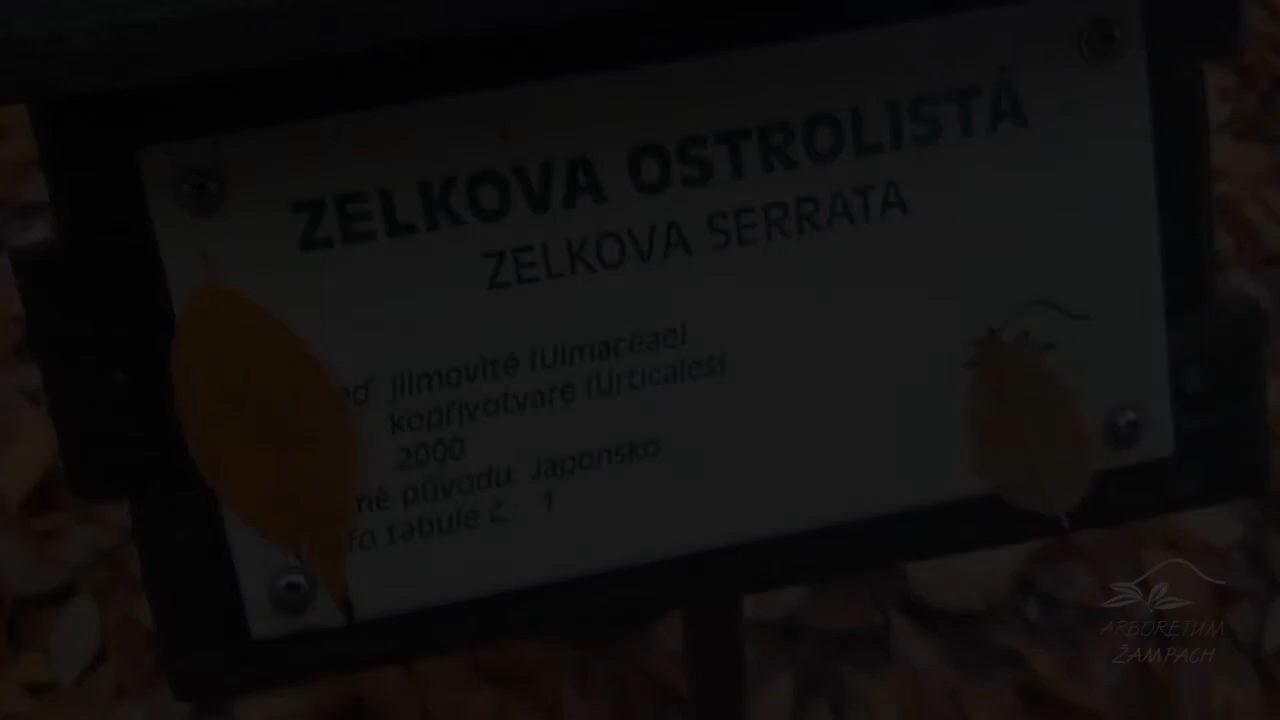 ZELKOVA OSTROLISTÁ
ZELKOVA SERRATA
jilmovité (Ulmaceae)
kopřivotvaré (Urticales)
2000
původu: Japonsko
tabule č.: 1
ARBORETUM
ŽAMPACH